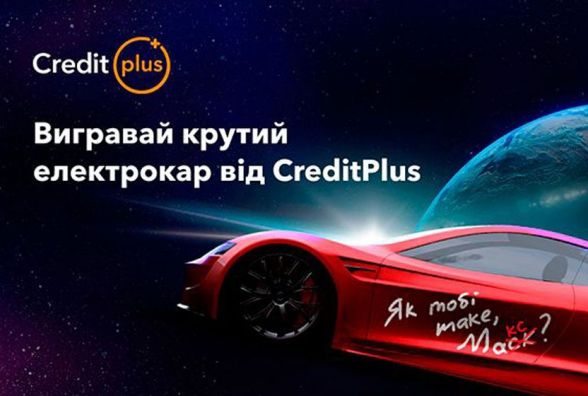 Credit plus
Вигравай крутий
електрокар від CreditPlus
Як тобі
таке,
Маск?
кс